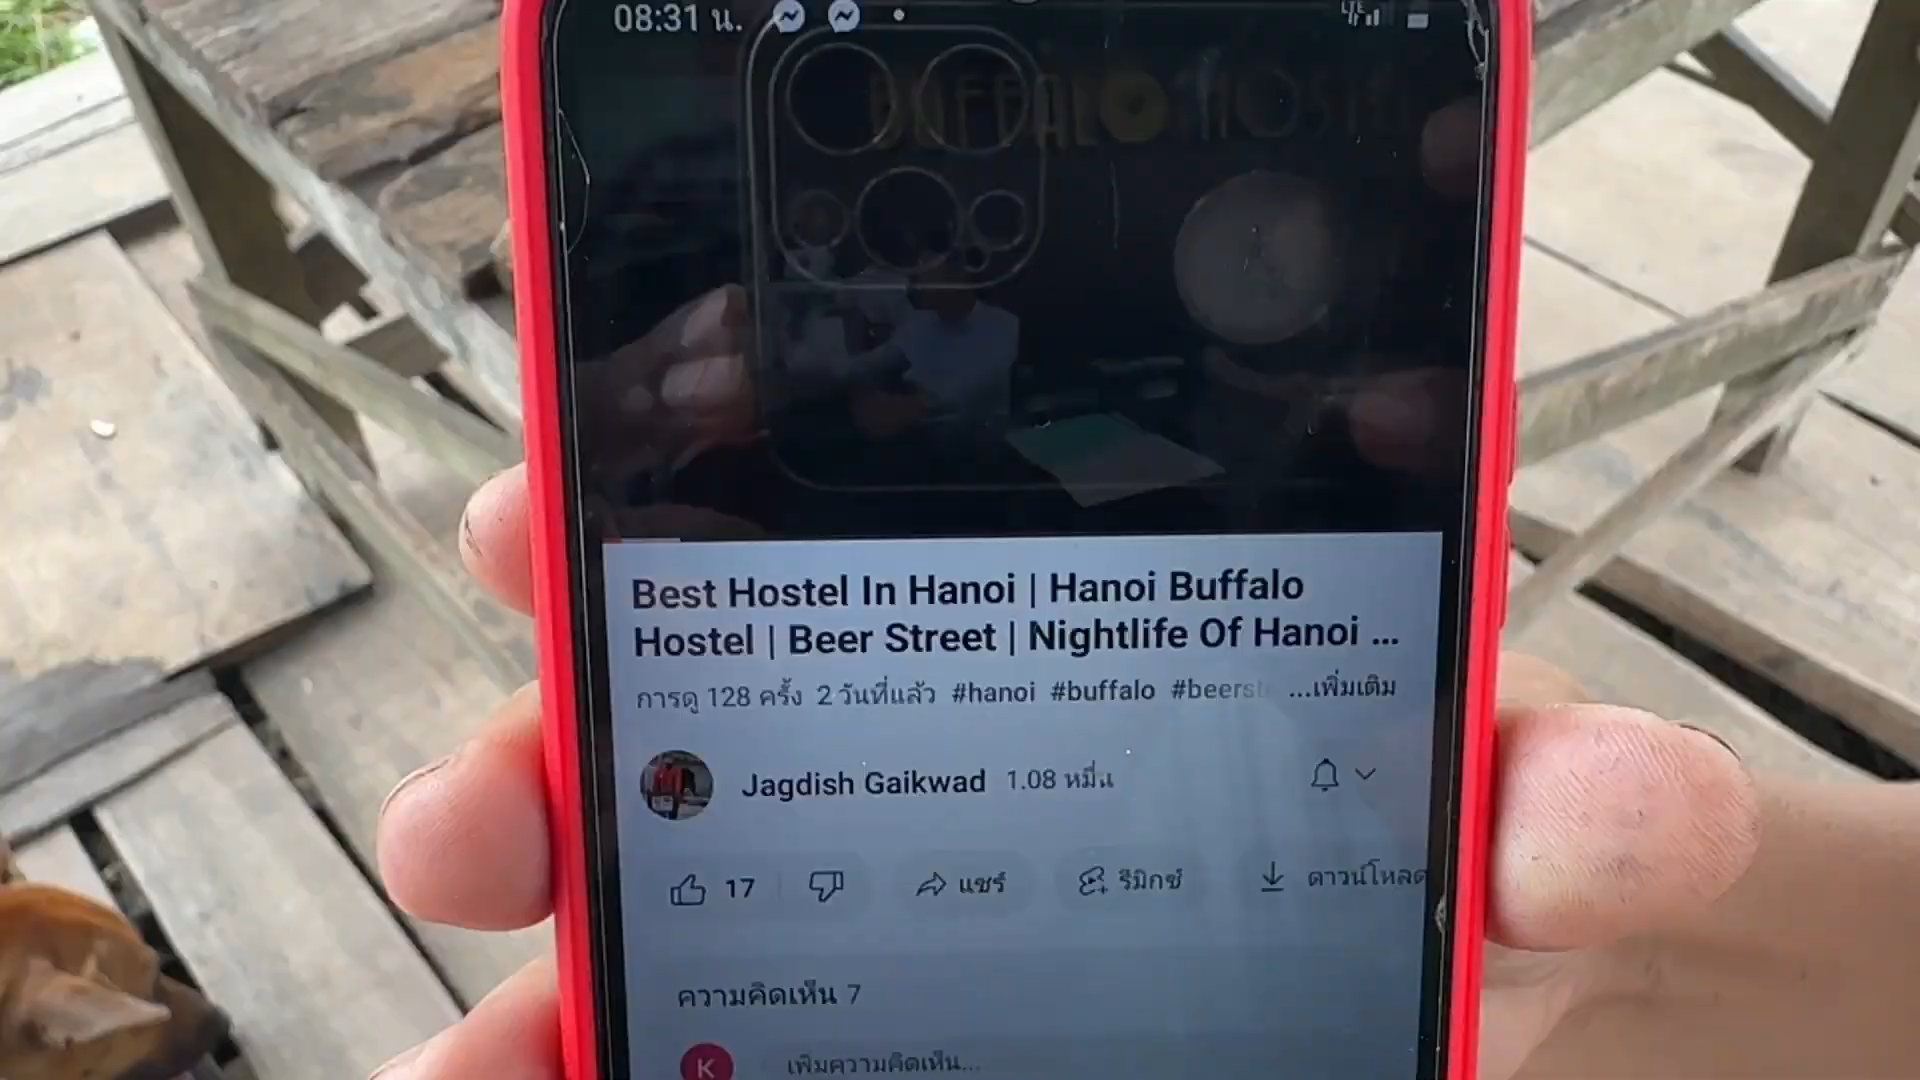 08:31 น.
LTE
BUFFALO HOSTEL
Best Hostel In Hanoi | Hanoi Buffalo
Hostel | Beer Street | Nightlife Of Hanoi ...
การดู 128 ครั้ง 2 วันที่แล้ว #hanoi #buffalo #beerst ...เพิ่มเติม
Jagdish Gaikwad 1.08 หมื่น
17 แชร์ รีมิกซ์ ดาวน์โหลด
ความคิดเห็น 7
K เพิ่มความคิดเห็น...